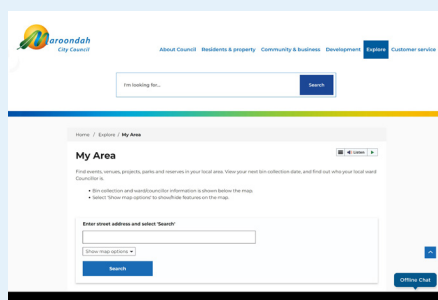 Maroondah
City Council
About Council Residents & property Community & business Development Explore Customer service
I'm looking for...
Search
Home / Explore / My Area
My Area
Listen
Find events, venues, projects, parks and reserves in your local area. View your next bin collection date, and find out who your local ward
Councillor is.
Bin collection and ward/councillor information is shown below the map.
Select 'Show map options' to show/hide features on the map.
Enter street address and select 'Search'
Show map options
Search
Offline Chat